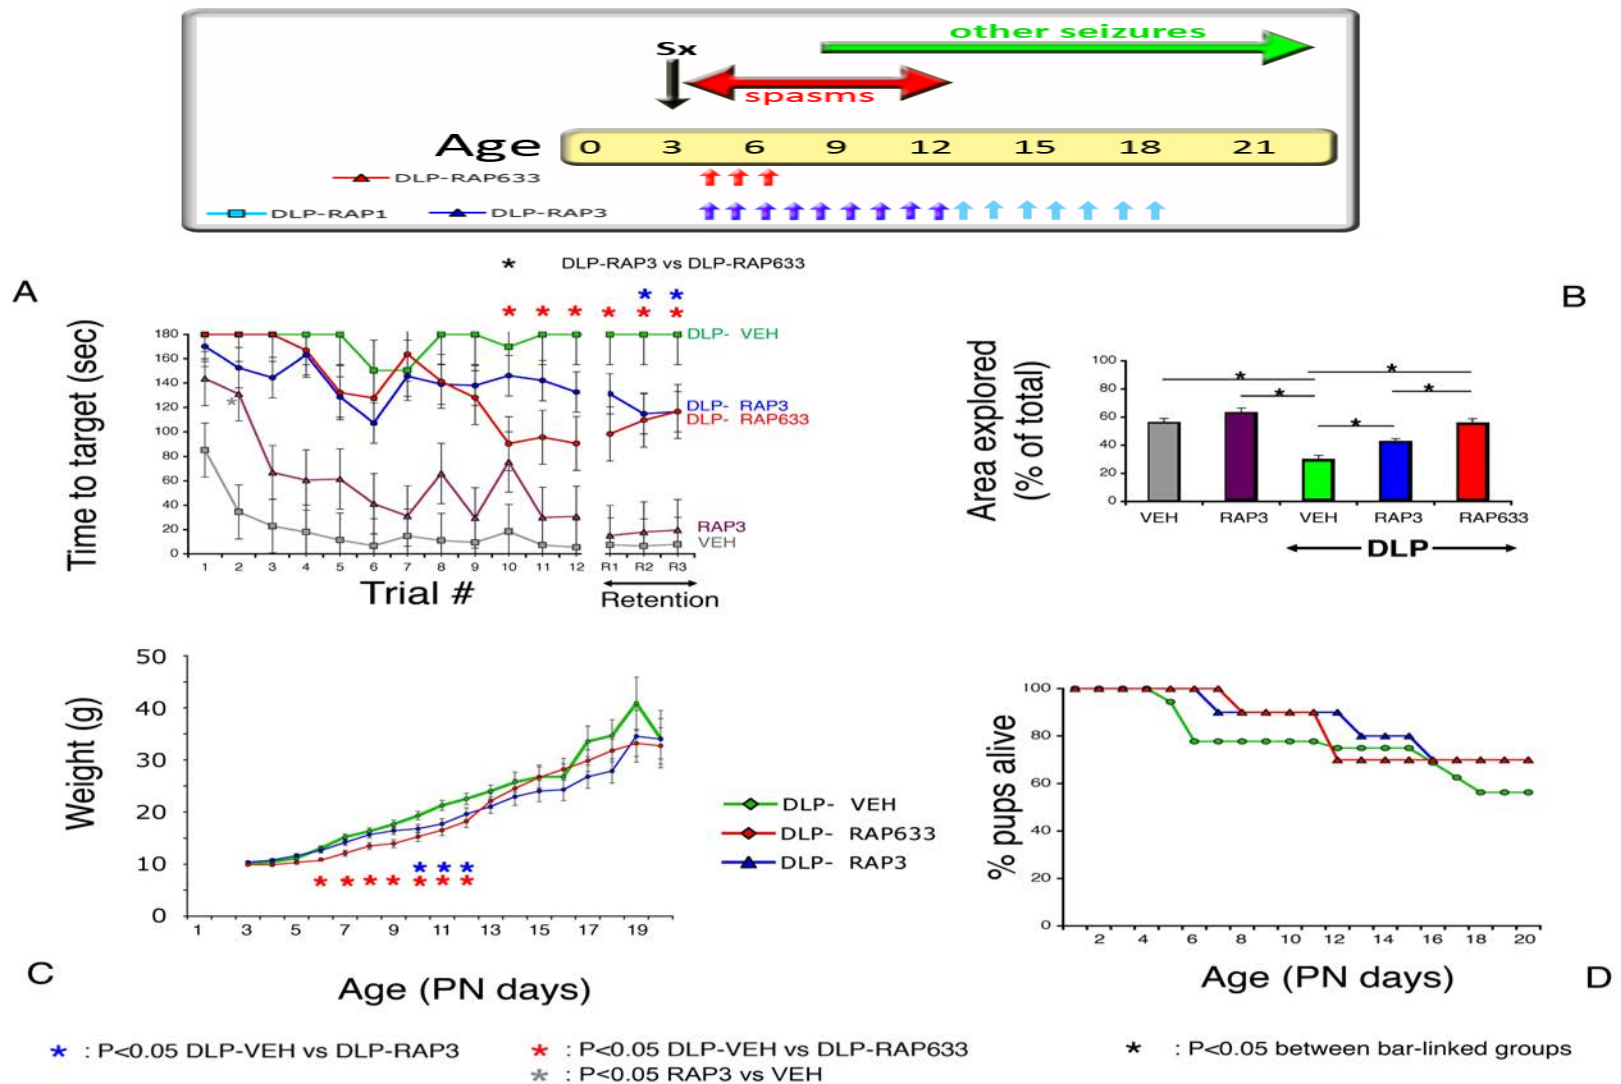 other seizures
Sx
spasms
Age 0 3 6 9 12 15 18 21
DLP-RAP633
DLP-RAP1 DLP-RAP3
* DLP-RAP3 vs DLP-RAP633
A
B
Time to target (sec)
180
160
140
120
100
80
60
40
20
0
* * * * * *
* *
*
DLP- VEH
DLP- RAP3
DLP- RAP633
RAP3
VEH
1 2 3 4 5 6 7 8 9 10 11 12 R1 R2 R3
Trial #
Retention
Area explored
(% of total)
100
80
60
40
20
0
* * * * *
VEH RAP3 VEH RAP3 RAP633
DLP
Weight (g)
50
40
30
20
10
0
* * *
* * * * * * *
1 3 5 7 9 11 13 15 17 19
Age (PN days)
C
DLP- VEH
DLP- RAP633
DLP- RAP3
% pups alive
100
80
60
40
20
0
2 4 6 8 10 12 14 16 18 20
Age (PN days)
D
* : P<0.05 DLP-VEH vs DLP-RAP3
* : P<0.05 DLP-VEH vs DLP-RAP633
* : P<0.05 RAP3 vs VEH
* : P<0.05 between bar-linked groups